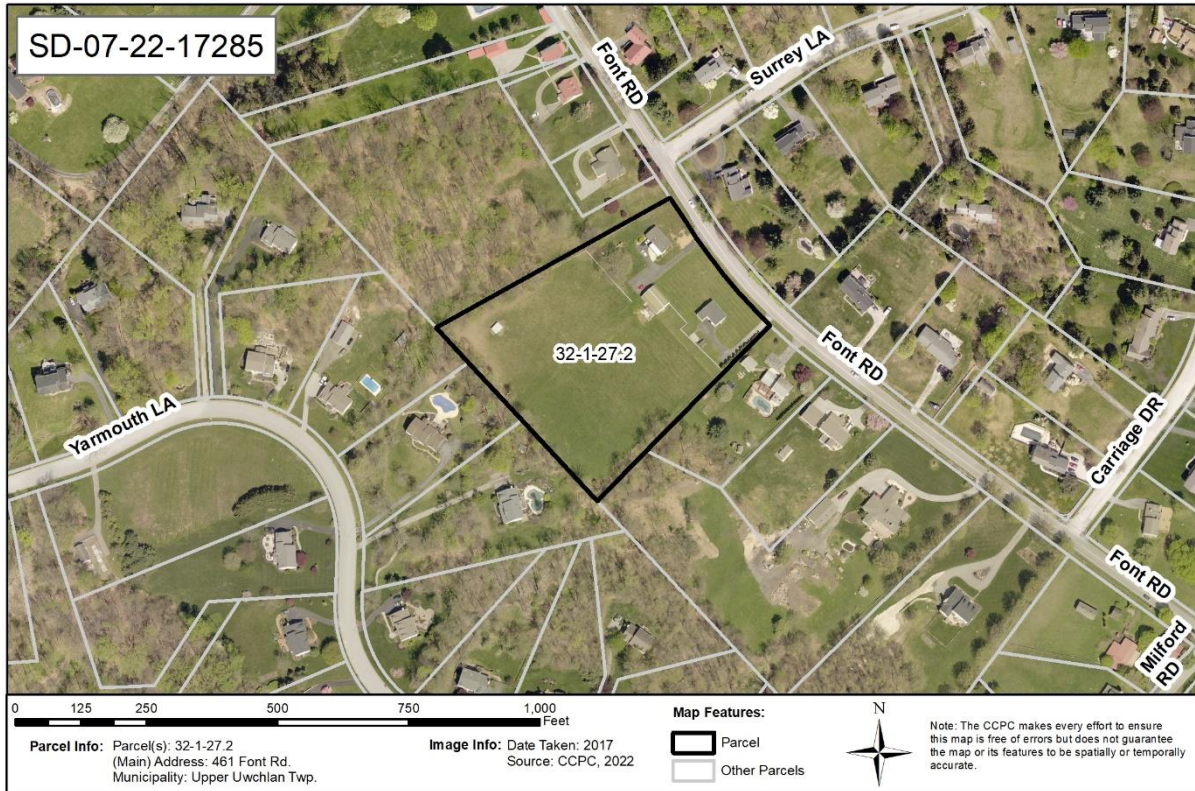 SD-07-22-17285
Font RD
Surrey LA
32-1-27.2
Font RD
Yarmouth LA
Carriage DR
Font RD
Milford
RD
0 125 250 500 750 1,000
Feet
Parcel Info: Parcel(s): 32-1-27.2
(Main) Address: 461 Font Rd.
Municipality: Upper Uwchlan Twp.
Image Info: Date Taken: 2017
Source: CCPC, 2022
Map Features:
Parcel
Other Parcels
N
Note: The CCPC makes every effort to ensure
this map is free of errors but does not guarantee
the map or its features to be spatially or temporally
accurate.